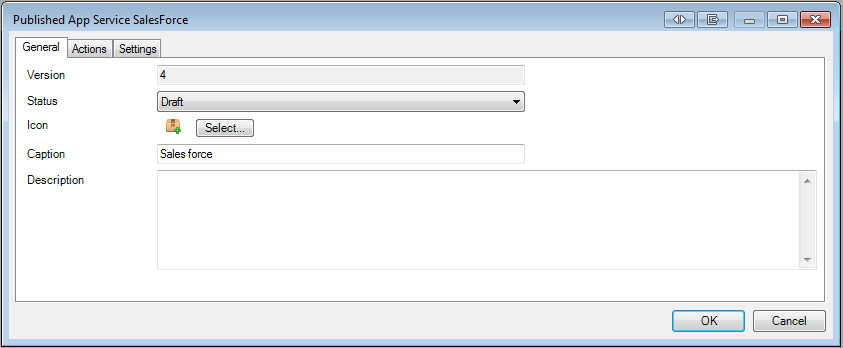 Published App Service SalesForce
General Actions Settings
Version 4
Status Draft
Icon Select...
Caption Sales force
Description
OK Cancel